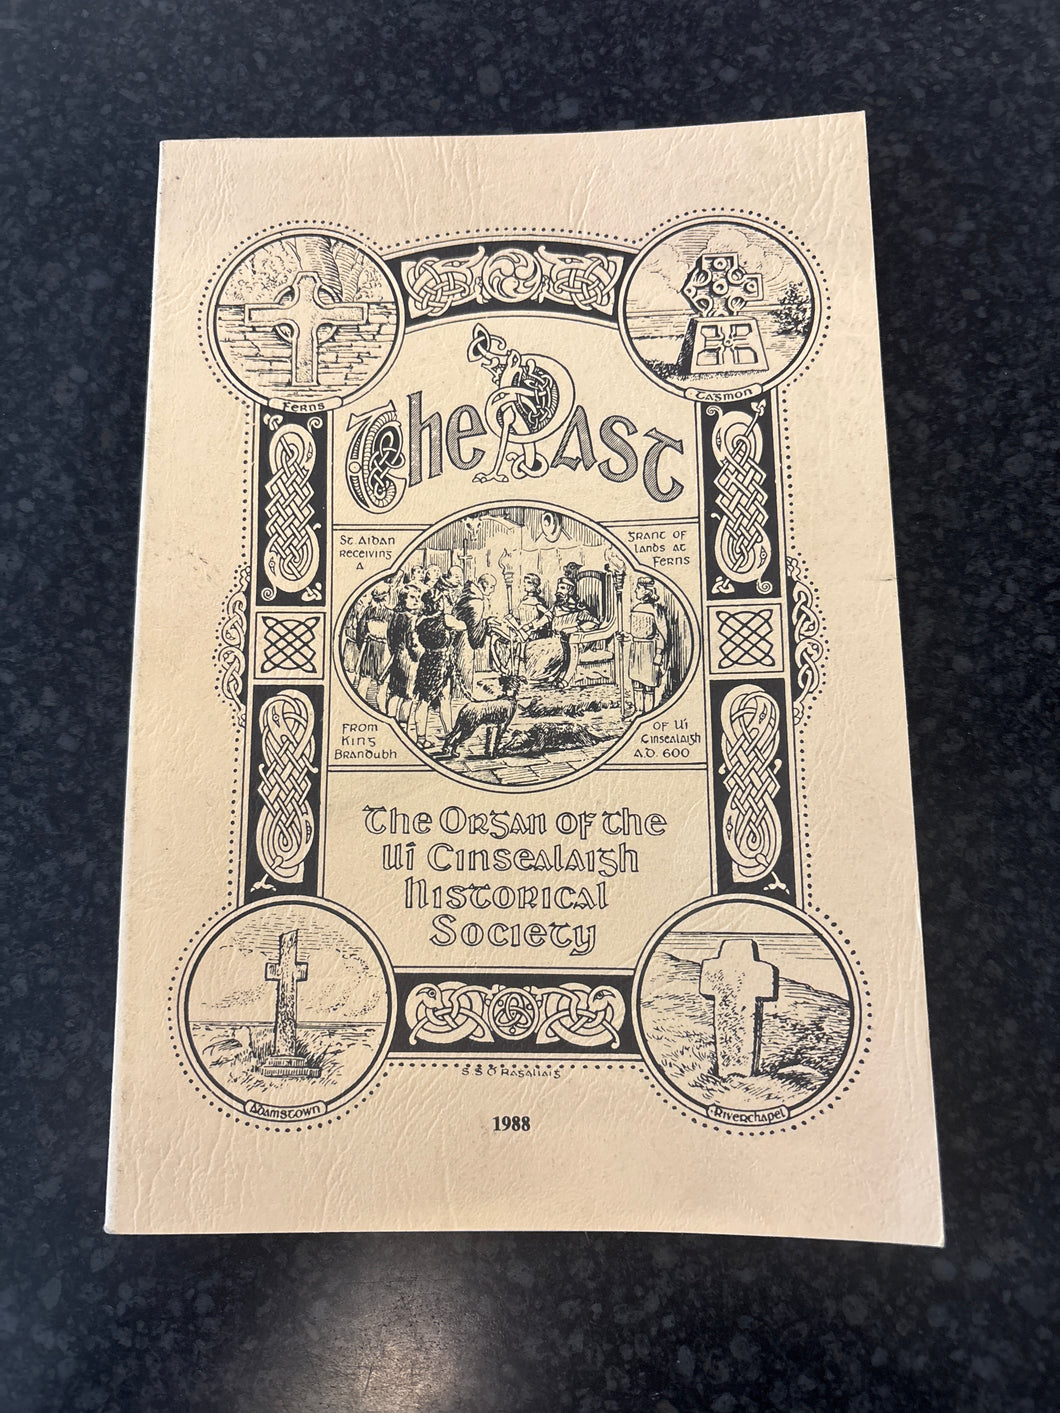 Ferns
Taghmon
The Past
St Aidan
receiving
a
grant of
lands at
Ferns
from
King
Brandubh
of Uí
Cinsealaigh
A.D. 600
The Organ of the
Uí Cinsealaigh
Historical
Society
Adamstown
Riverchapel
1988